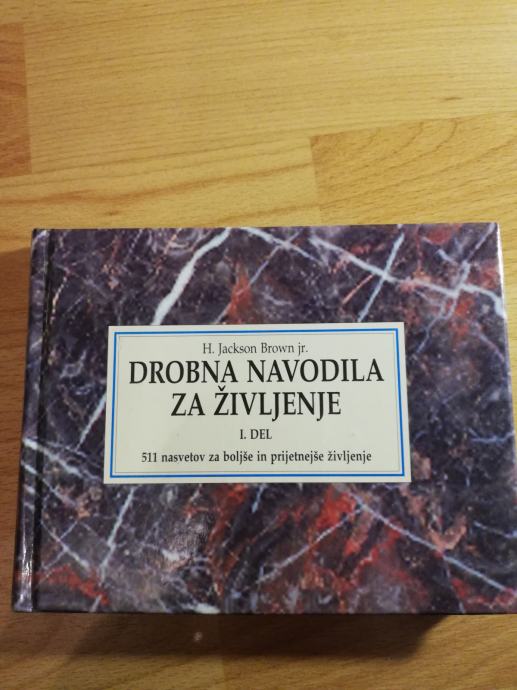 H. Jackson Brown jr.
DROBNA NAVODILA
ZA ŽIVLJENJE
I. DEL
511 nasvetov za boljše in prijetnejše življenje